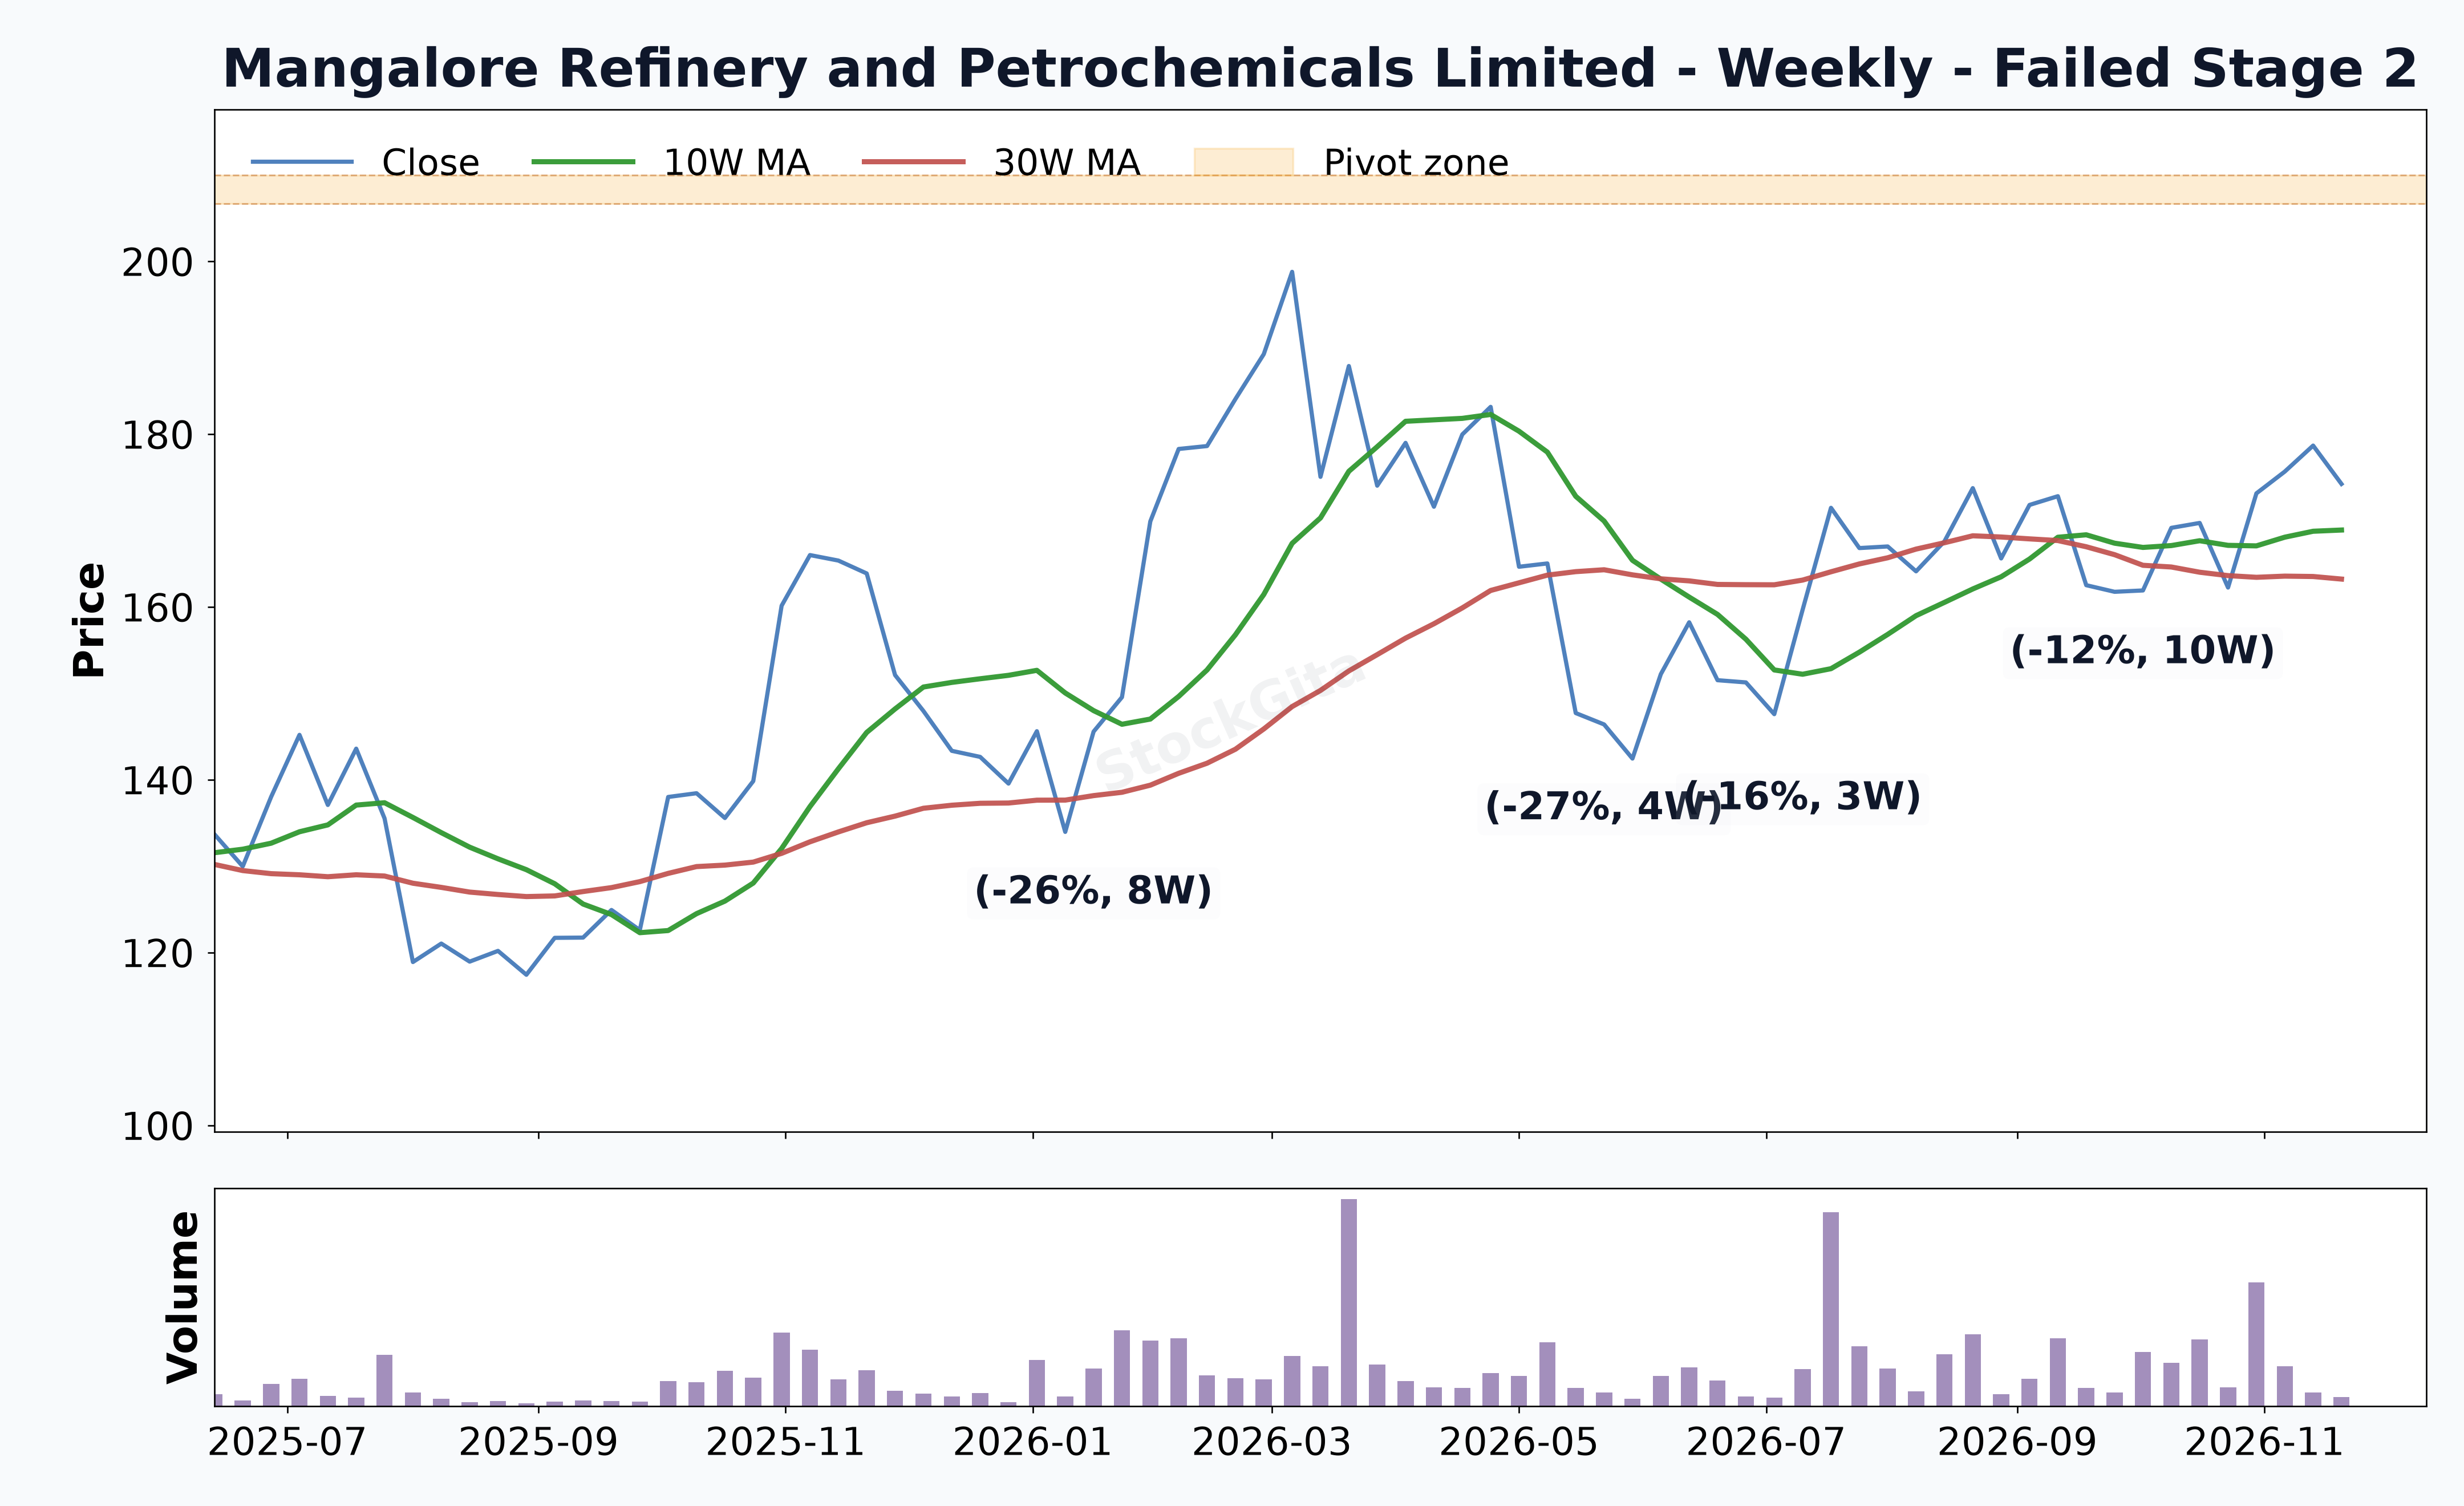 Mangalore Refinery and Petrochemicals Limited - Weekly - Failed Stage 2
Close 10W MA 30W MA Pivot zone
Price
200
180
160
140
120
100
StockGita
(-12%, 10W)
(-27%, 4W)
(-16%, 3W)
(-26%, 8W)
Volume
2025-07 2025-09 2025-11 2026-01 2026-03 2026-05 2026-07 2026-09 2026-11